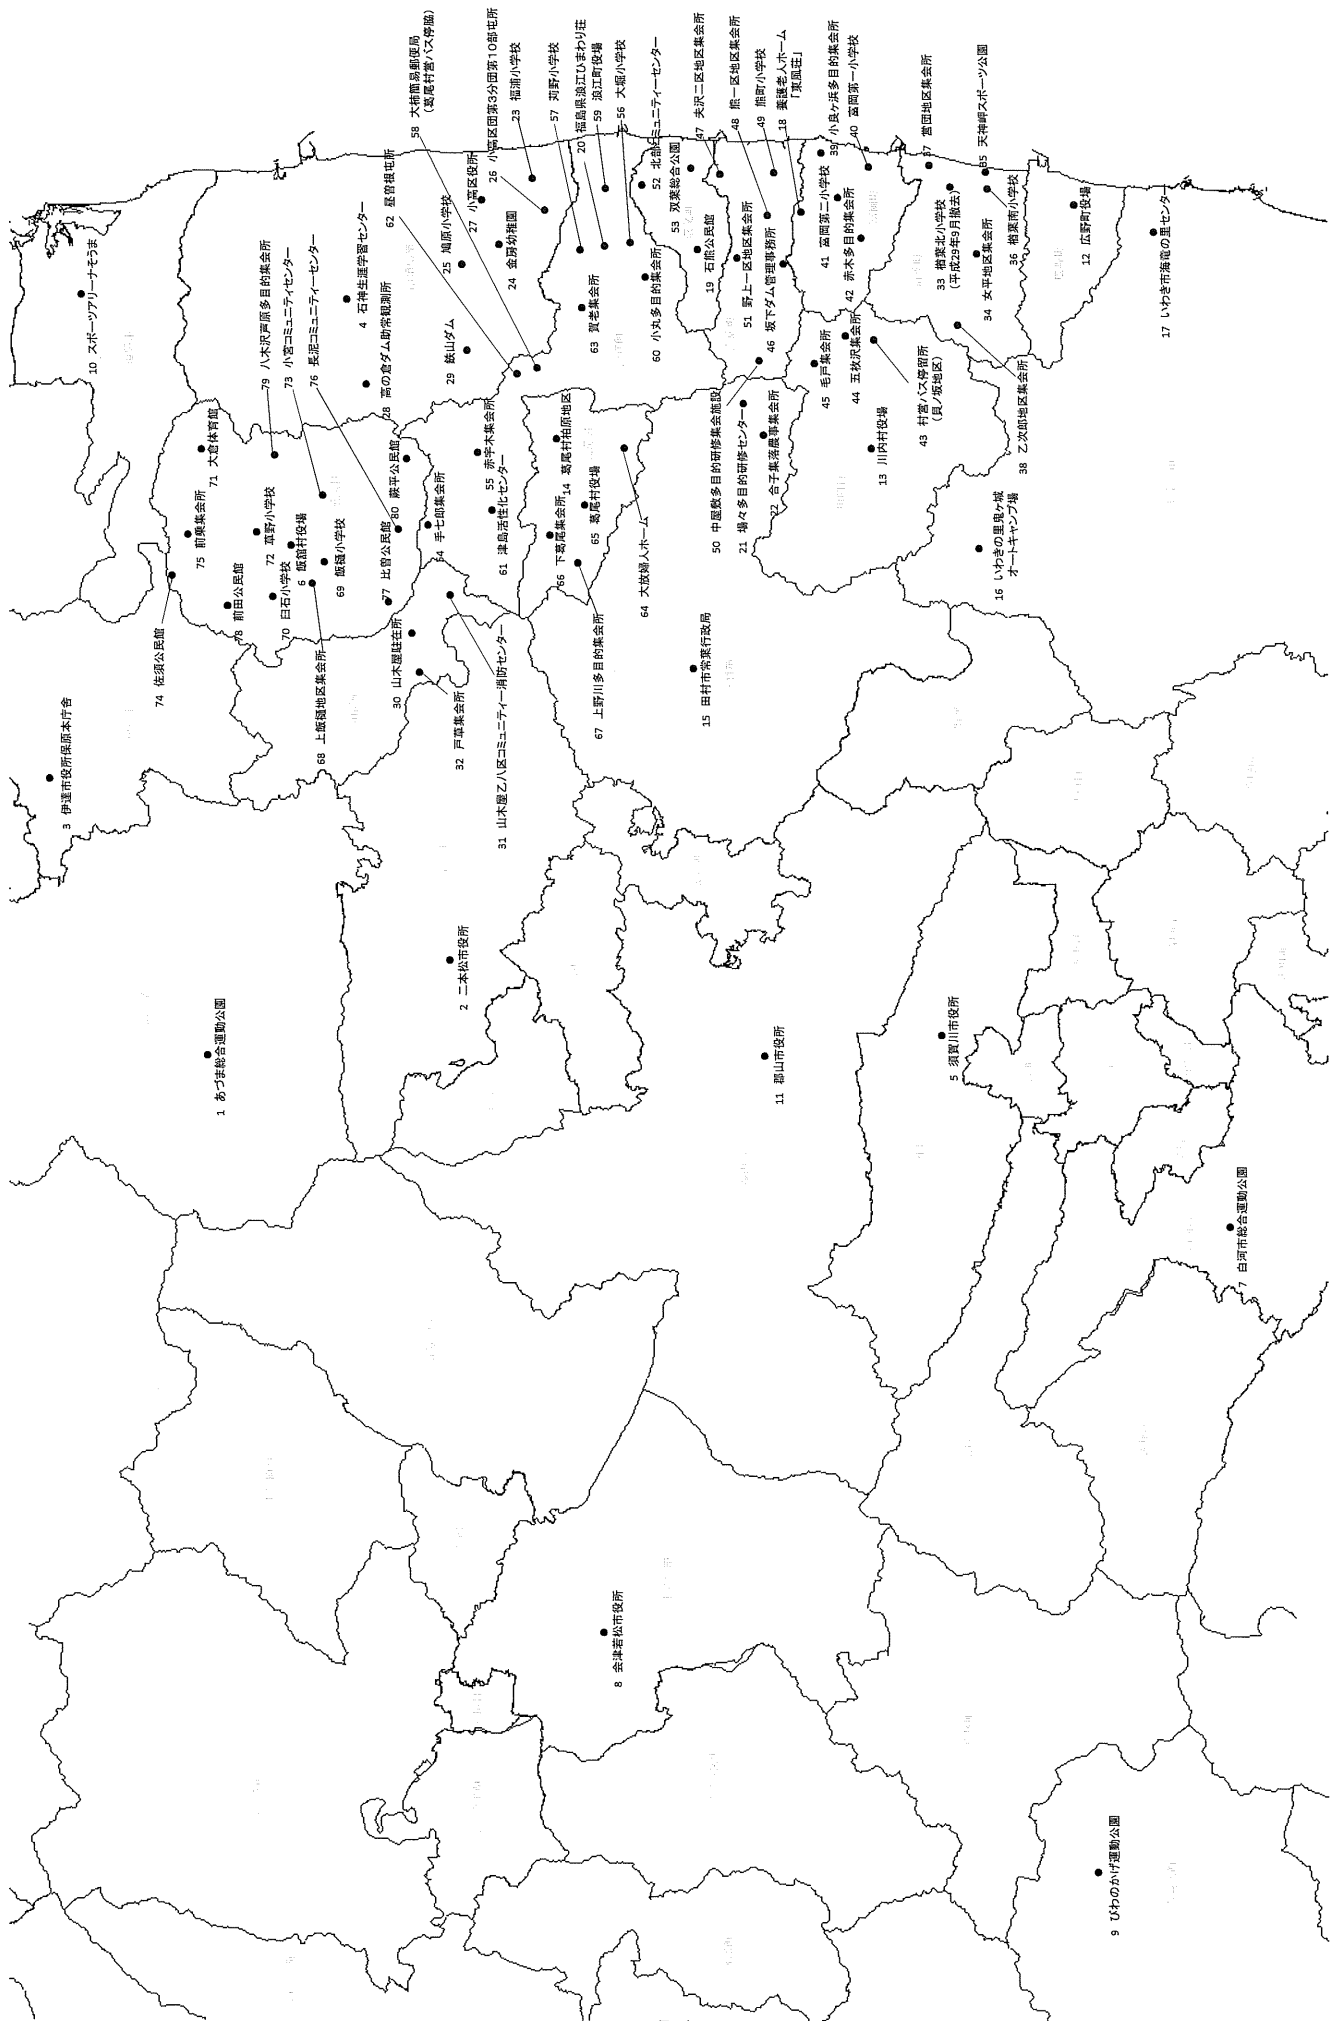 1 あづま総合運動公園
2 二本松市役所
3 伊達市役所保原本庁舎
4 石神生涯学習センター
5 須賀川市役所
6 飯舘村役場
7 白河市総合運動公園
8 会津若松市役所
9 びわのかげ運動公園
10 スポーツアリーナそうま
11 郡山市役所
12 広野町役場
13 川内村役場
14 葛尾村柏原地区
15 田村市常葉行政局
16 いわきの里鬼ヶ城
オートキャンプ場
17 いわき市海竜の里センター
18 養護老人ホーム
「東風荘」
19 石熊公民館
20 福島県浪江ひまわり荘
21 場々多目的研修センター
22 合子集落農事集会所
23 福浦小学校
24 金房幼稚園
25 鳩原小学校
26 小高区団第3分団第10部屯所
27 小高区役所
28 高の倉ダム助常観測所
29 鉄山ダム
30 山木屋駐在所
31 山木屋乙八区コミュニティー消防センター
32 戸草集会所
33 楢葉北小学校
(平成29年9月撤去)
34 女平地区集会所
35 天神岬スポーツ公園
36 楢葉南小学校
37 営団地区集会所
38 乙次郎地区集会所
39 小良ヶ浜多目的集会所
40 富岡第一小学校
41 富岡第二小学校
42 赤木多目的集会所
43 村営バス停留所
(貝ノ坂地区)
44 五枚沢集会所
45 毛戸集会所
46 坂下ダム管理事務所
47 夫沢二区地区集会所
48 熊一区地区集会所
49 熊町小学校
50 中屋敷多目的研修集会施設
51 野上一区地区集会所
52 北部コミュニティーセンター
53 双葉総合公園
54 手七郎集会所
55 赤宇木集会所
56 大堀小学校
57 苅野小学校
58 大柿簡易郵便局
(葛尾村営バス停脇)
59 浪江町役場
60 小丸多目的集会所
61 津島活性化センター
62 昼曽根屯所
63 賀老集会所
64 大放婦人ホーム
65 葛尾村役場
66 下葛尾集会所
67 上野川多目的集会所
68 上飯樋地区集会所
69 飯樋小学校
70 臼石小学校
71 大倉体育館
72 草野小学校
73 小宮コミュニティセンター
74 佐須公民館
75 前乗集会所
76 長泥コミュニティーセンター
77 比曽公民館
78 前田公民館
79 八木沢芦原多目的集会所
80 蕨平公民館